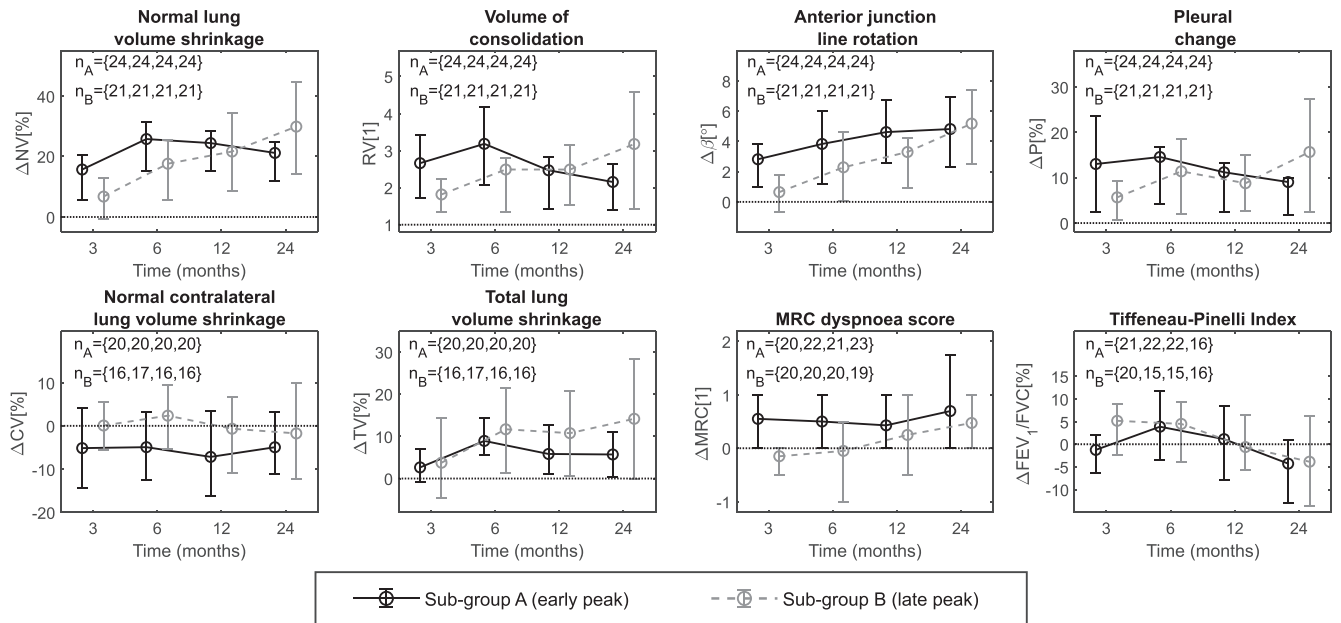 Normal lung
volume shrinkage
n_A={24,24,24,24}
n_B={21,21,21,21}
ΔNV[%]
40
20
0
3 6 12 24
Time (months)
Volume of
consolidation
n_A={24,24,24,24}
n_B={21,21,21,21}
RV[1]
5
4
3
2
1
3 6 12 24
Time (months)
Anterior junction
line rotation
n_A={24,24,24,24}
n_B={21,21,21,21}
Δβ[°]
8
6
4
2
0
3 6 12 24
Time (months)
Pleural
change
n_A={24,24,24,24}
n_B={21,21,21,21}
ΔP[%]
30
20
10
0
3 6 12 24
Time (months)
Normal contralateral
lung volume shrinkage
n_A={20,20,20,20}
n_B={16,17,16,16}
ΔCV[%]
10
0
-10
-20
3 6 12 24
Time (months)
Total lung
volume shrinkage
n_A={20,20,20,20}
n_B={16,17,16,16}
ΔTV[%]
30
20
10
0
3 6 12 24
Time (months)
MRC dyspnoea score
n_A={20,22,21,23}
n_B={20,20,20,19}
ΔMRC[1]
2
1
0
-1
3 6 12 24
Time (months)
Tiffeneau-Pinelli Index
n_A={21,22,22,16}
n_B={20,15,15,16}
ΔFEV_1/FVC[%]
15
10
5
0
-5
-10
3 6 12 24
Time (months)
Sub-group A (early peak) Sub-group B (late peak)